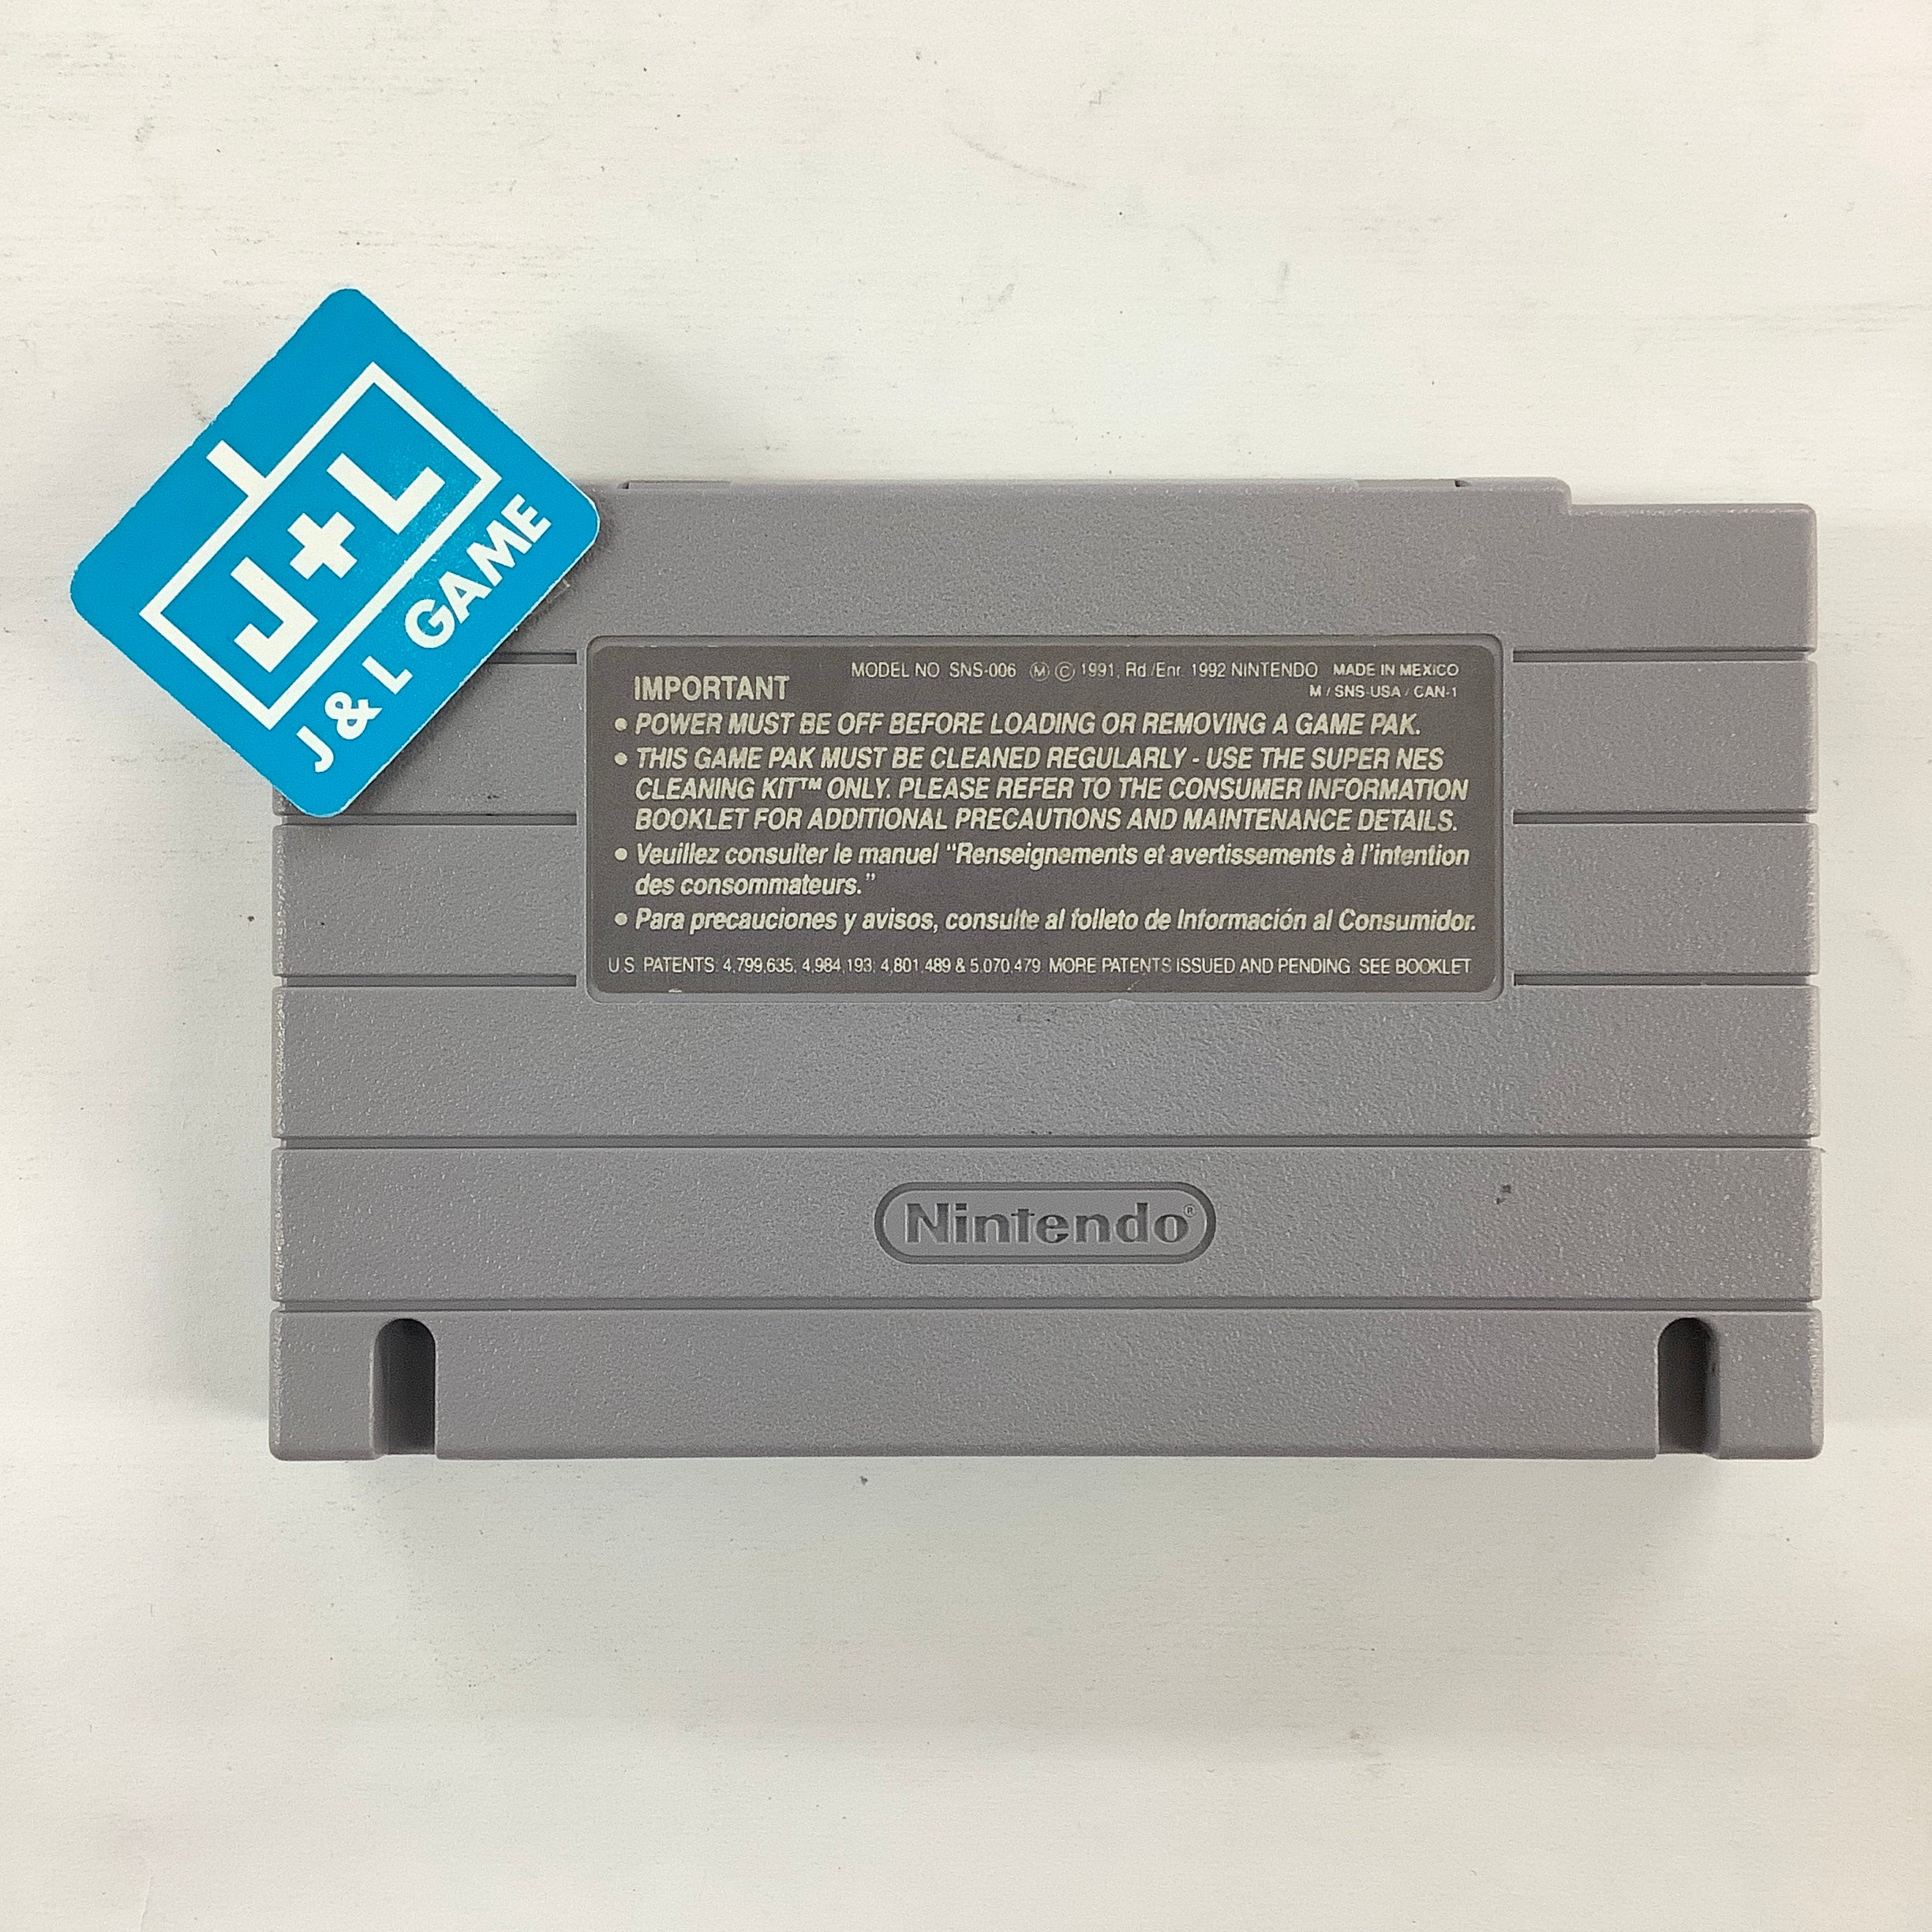 J+L
J & L GAME
MODEL NO. SNS-006 Ⓜ © 1991, Rd./Enr. 1992 NINTENDO MADE IN MEXICO
M / SNS-USA / CAN-1
IMPORTANT
• POWER MUST BE OFF BEFORE LOADING OR REMOVING A GAME PAK.
• THIS GAME PAK MUST BE CLEANED REGULARLY - USE THE SUPER NES
CLEANING KIT™ ONLY. PLEASE REFER TO THE CONSUMER INFORMATION
BOOKLET FOR ADDITIONAL PRECAUTIONS AND MAINTENANCE DETAILS.
• Veuillez consulter le manuel "Renseignements et avertissements à l'intention
des consommateurs."
• Para precauciones y avisos, consulte al folleto de Información al Consumidor.
U.S. PATENTS: 4,799,635; 4,984,193; 4,801,489 & 5,070,479. MORE PATENTS ISSUED AND PENDING. SEE BOOKLET.
Nintendo®